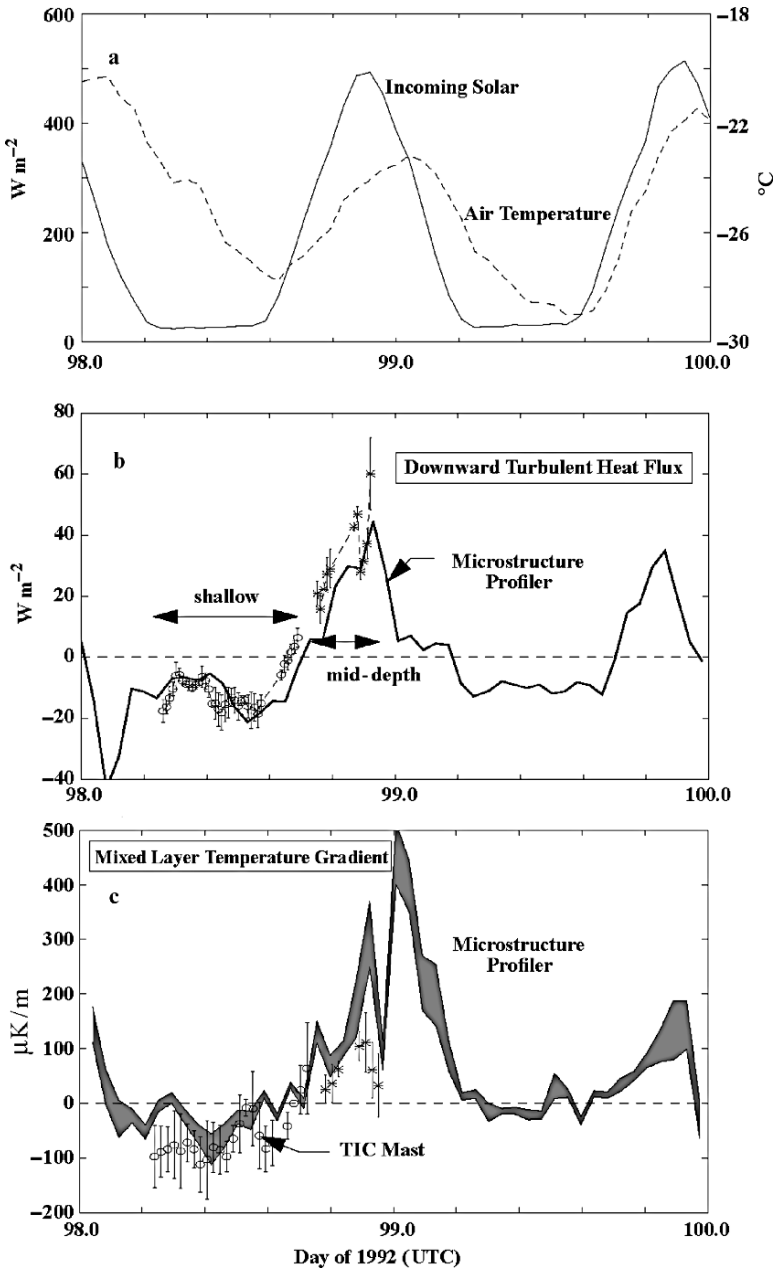 600
500
400
300
200
100
0
W m−2
a
Incoming Solar
Air Temperature
−18
−22
−26
−30
°C
98.0
99.0
100.0
80
60
40
20
0
−20
−40
W m−2
b
Downward Turbulent Heat Flux
Microstructure
Profiler
shallow
mid-depth
98.0
99.0
100.0
500
400
300
200
100
0
−100
−200
μK/m
Mixed Layer Temperature Gradient
c
Microstructure
Profiler
TIC Mast
98.0
99.0
100.0
Day of 1992 (UTC)